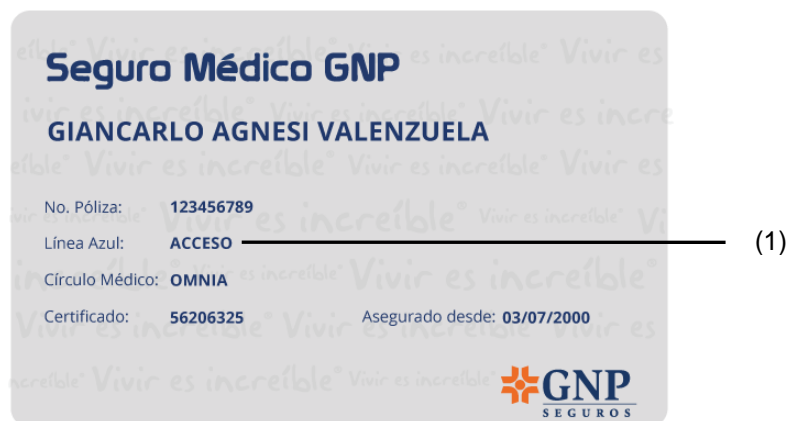 Seguro Médico GNP
GIANCARLO AGNESI VALENZUELA
No. Póliza: 123456789
Línea Azul: ACCESO (1)
Círculo Médico: OMNIA
Certificado: 56206325 Asegurado desde: 03/07/2000
GNP
SEGUROS